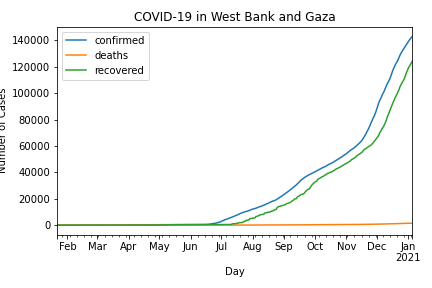 COVID-19 in West Bank and Gaza
140000
120000
100000
80000
60000
40000
20000
0
Number of Cases
confirmed
deaths
recovered
Feb Mar Apr May Jun Jul Aug Sep Oct Nov Dec Jan
2021
Day